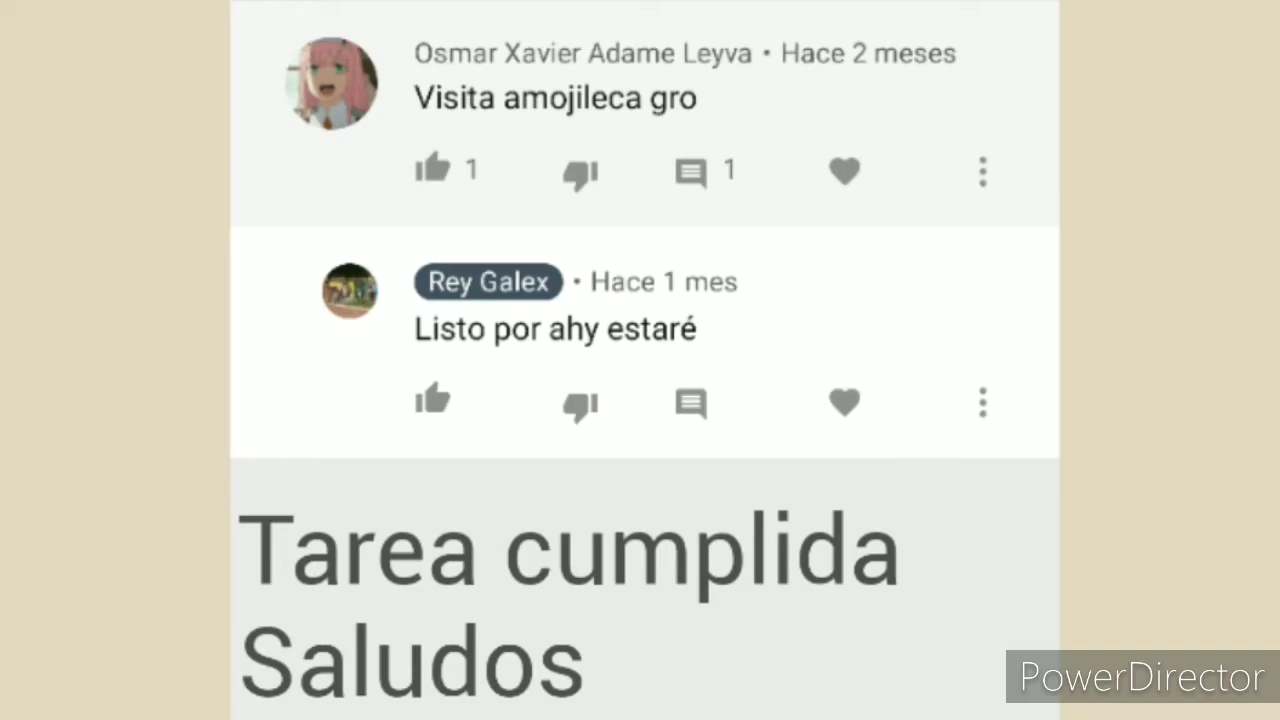 Osmar Xavier Adame Leyva • Hace 2 meses
Visita amojileca gro
1 1
Rey Galex • Hace 1 mes
Listo por ahy estaré
Tarea cumplida
Saludos
PowerDirector